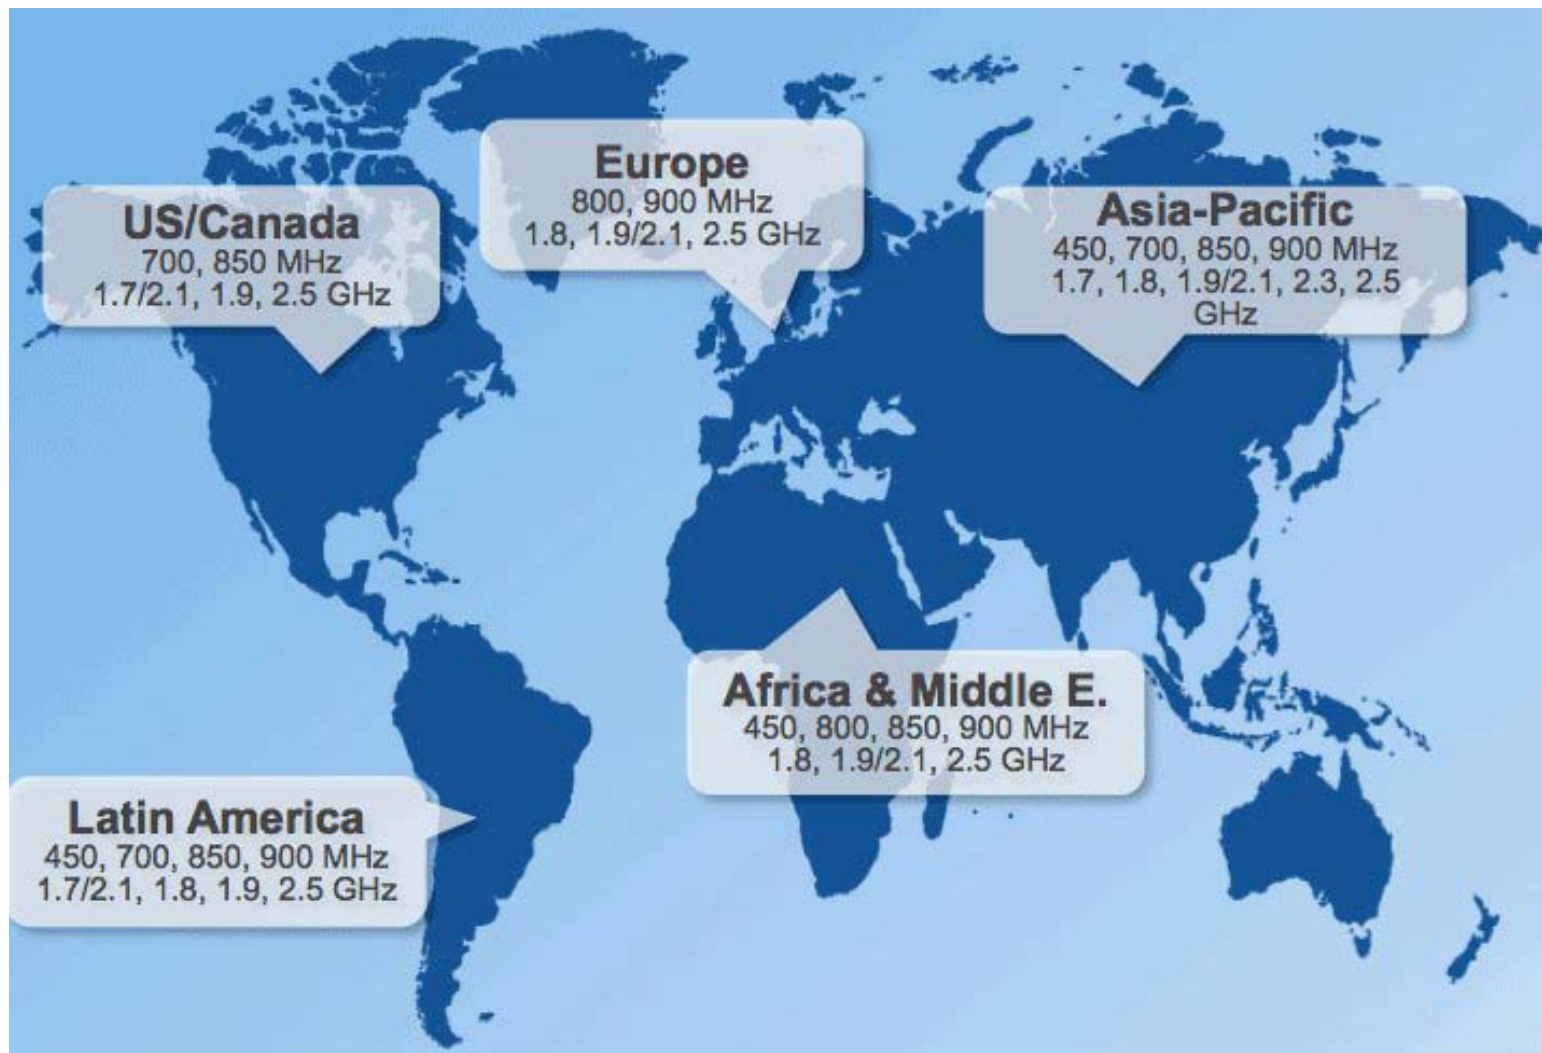 Europe
800, 900 MHz
1.8, 1.9/2.1, 2.5 GHz
US/Canada
700, 850 MHz
1.7/2.1, 1.9, 2.5 GHz
Asia-Pacific
450, 700, 850, 900 MHz
1.7, 1.8, 1.9/2.1, 2.3, 2.5
GHz
Africa & Middle E.
450, 800, 850, 900 MHz
1.8, 1.9/2.1, 2.5 GHz
Latin America
450, 700, 850, 900 MHz
1.7/2.1, 1.8, 1.9, 2.5 GHz